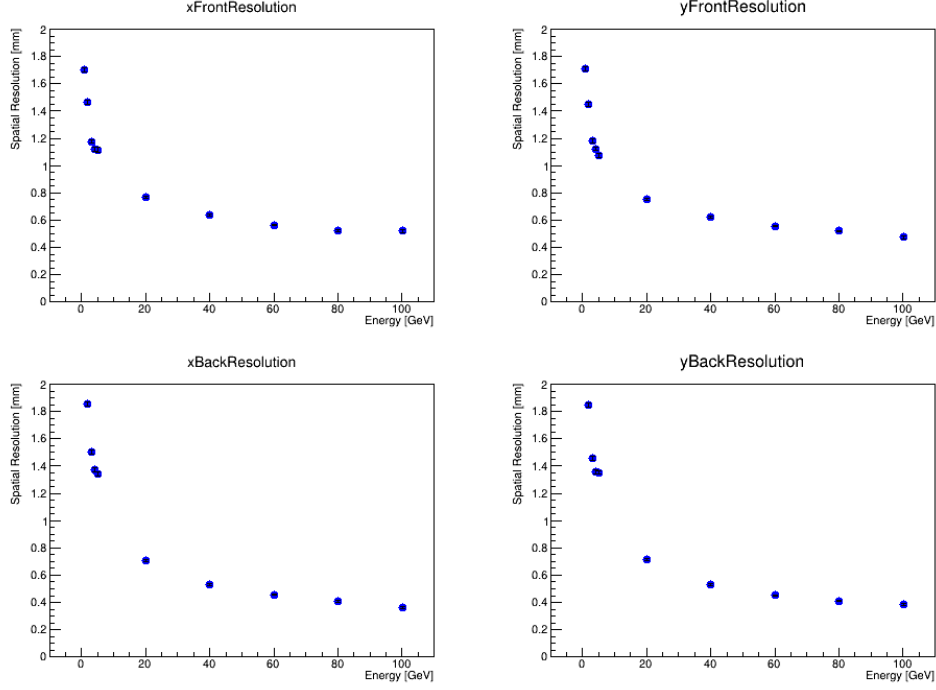 xFrontResolution
Spatial Resolution [mm]
2
1.8
1.6
1.4
1.2
1
0.8
0.6
0.4
0.2
0
0 20 40 60 80 100
Energy [GeV]
yFrontResolution
Spatial Resolution [mm]
2
1.8
1.6
1.4
1.2
1
0.8
0.6
0.4
0.2
0
0 20 40 60 80 100
Energy [GeV]
xBackResolution
Spatial Resolution [mm]
2
1.8
1.6
1.4
1.2
1
0.8
0.6
0.4
0.2
0
0 20 40 60 80 100
Energy [GeV]
yBackResolution
Spatial Resolution [mm]
2
1.8
1.6
1.4
1.2
1
0.8
0.6
0.4
0.2
0
0 20 40 60 80 100
Energy [GeV]